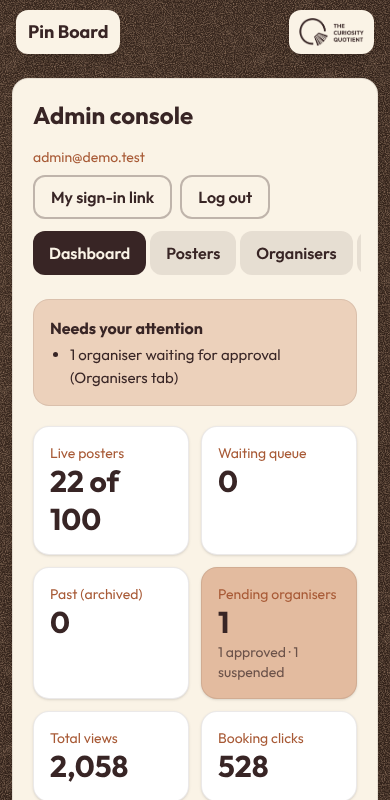 Pin Board
THE
CURIOSITY
QUOTIENT
Admin console
admin@demo.test
My sign-in link
Log out
Dashboard
Posters
Organisers
Needs your attention
• 1 organiser waiting for approval
(Organisers tab)
Live posters
22 of
100
Waiting queue
0
Past (archived)
0
Pending organisers
1
1 approved · 1
suspended
Total views
2,058
Booking clicks
528